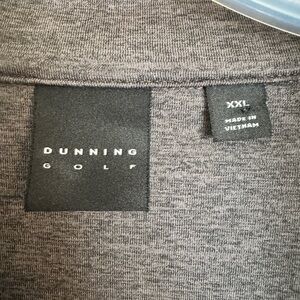 DUNNING
GOLF
XXL
MADE IN
VIETNAM